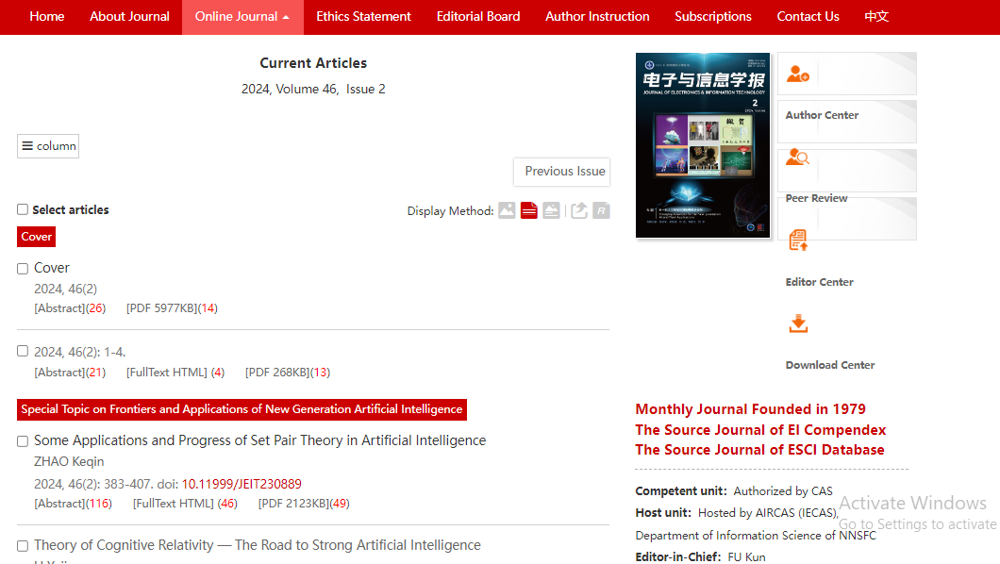 Home About Journal Online Journal Ethics Statement Editorial Board Author Instruction Subscriptions Contact Us 中文
Current Articles
2024, Volume 46, Issue 2
column
Previous Issue
Select articles
Display Method:
R
Cover
Cover
2024, 46(2)
[Abstract](26) [PDF 5977KB](14)
2024, 46(2): 1-4.
[Abstract](21) [FullText HTML] (4) [PDF 268KB](13)
Special Topic on Frontiers and Applications of New Generation Artificial Intelligence
Some Applications and Progress of Set Pair Theory in Artificial Intelligence
ZHAO Keqin
2024, 46(2): 383-407. doi: 10.11999/JEIT230889
[Abstract](116) [FullText HTML] (46) [PDF 2123KB](49)
Theory of Cognitive Relativity — The Road to Strong Artificial Intelligence
电子与信息学报
JOURNAL OF ELECTRONICS & INFORMATION TECHNOLOGY
2
Author Center
Peer Review
Editor Center
Download Center
Monthly Journal Founded in 1979
The Source Journal of EI Compendex
The Source Journal of ESCI Database
Competent unit: Authorized by CAS
Host unit: Hosted by AIRCAS (IECAS),
Department of Information Science of NNSFC
Editor-in-Chief: FU Kun
Activate Windows
Go to Settings to activate